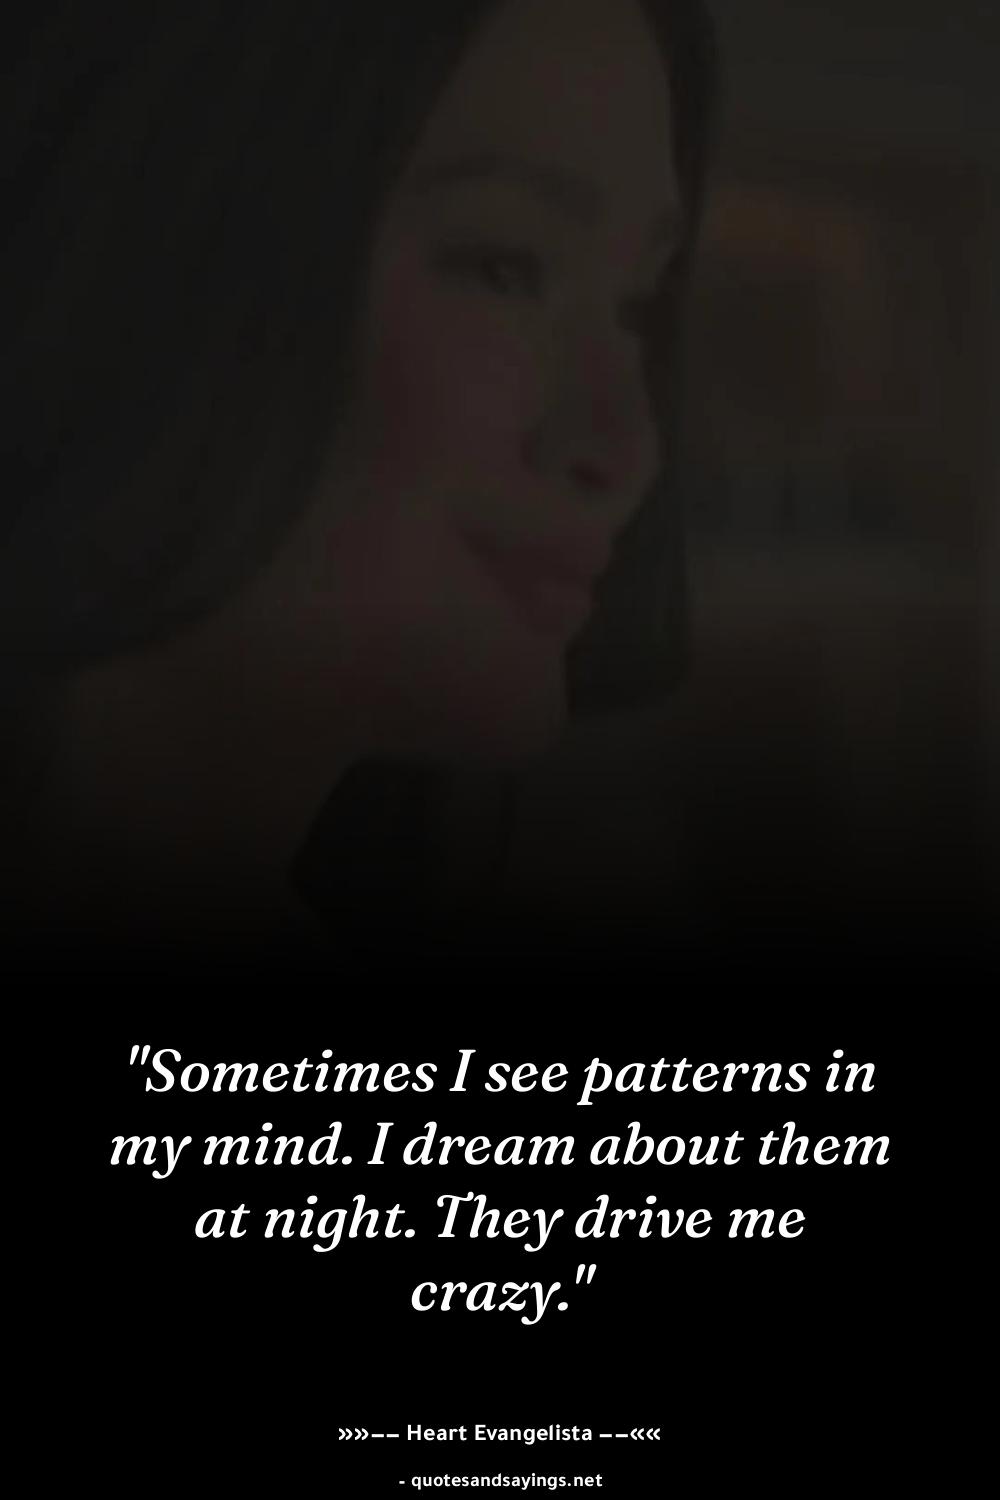 "Sometimes I see patterns in
my mind. I dream about them
at night. They drive me
crazy."
»»−− Heart Evangelista −−««
- quotesandsayings.net